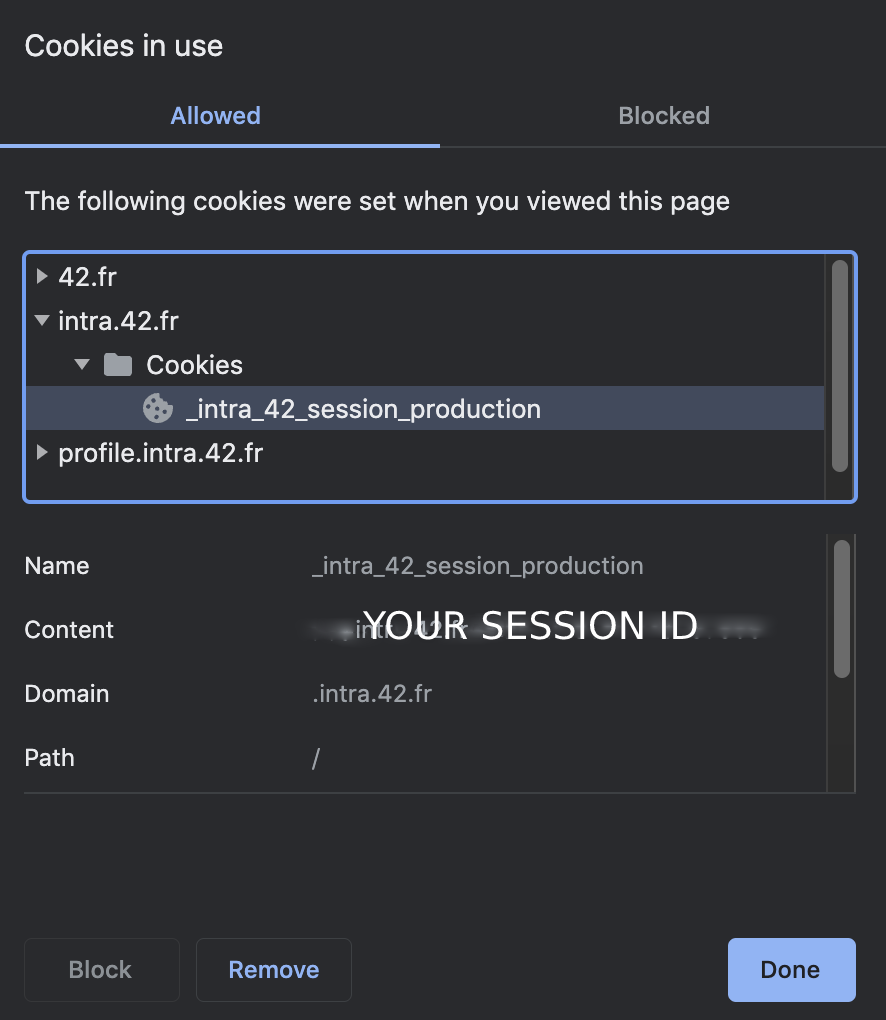 Cookies in use
Allowed Blocked
The following cookies were set when you viewed this page
42.fr
intra.42.fr
Cookies
_intra_42_session_production
profile.intra.42.fr
Name _intra_42_session_production
Content YOUR SESSION ID
Domain .intra.42.fr
Path /
Block Remove Done